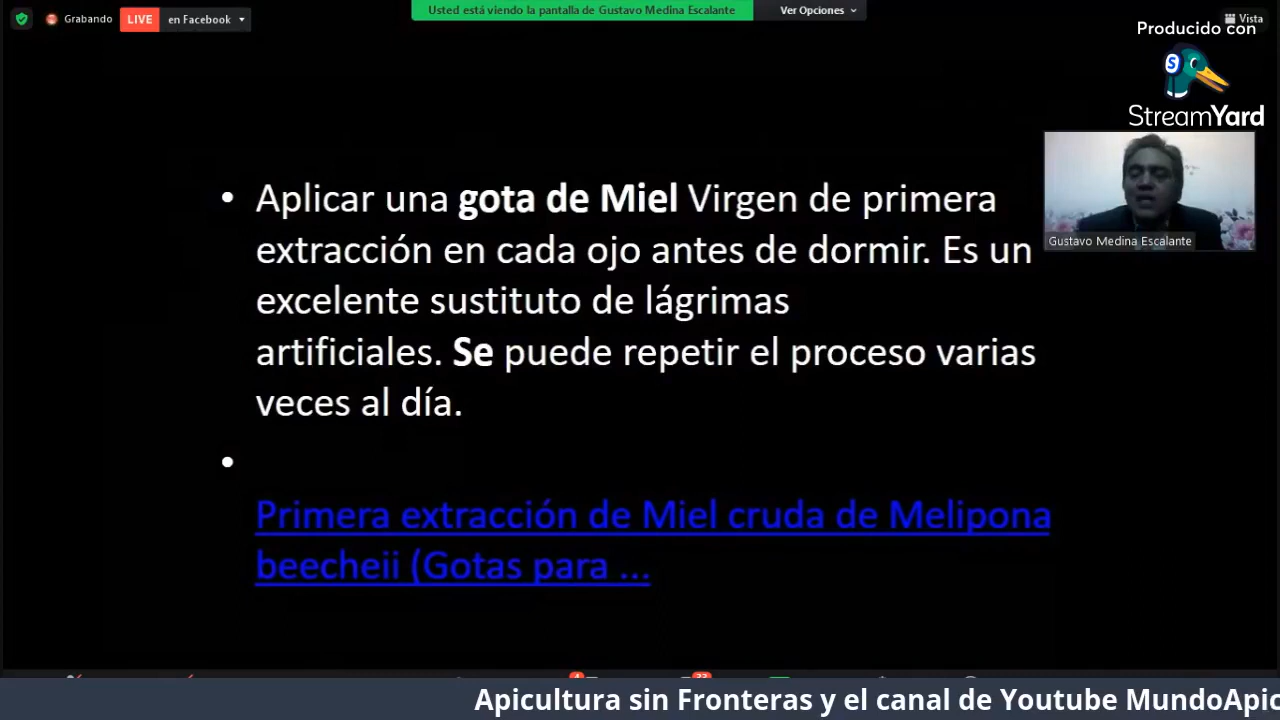 Grabando
LIVE en Facebook
Usted está viendo la pantalla de Gustavo Medina Escalante
Ver Opciones
Vista
Producido con
S
StreamYard
Gustavo Medina Escalante
• Aplicar una gota de Miel Virgen de primera
extracción en cada ojo antes de dormir. Es un
excelente sustituto de lágrimas
artificiales. Se puede repetir el proceso varias
veces al día.
•
Primera extracción de Miel cruda de Melipona
beecheii (Gotas para ...
Apicultura sin Fronteras y el canal de Youtube MundoApic